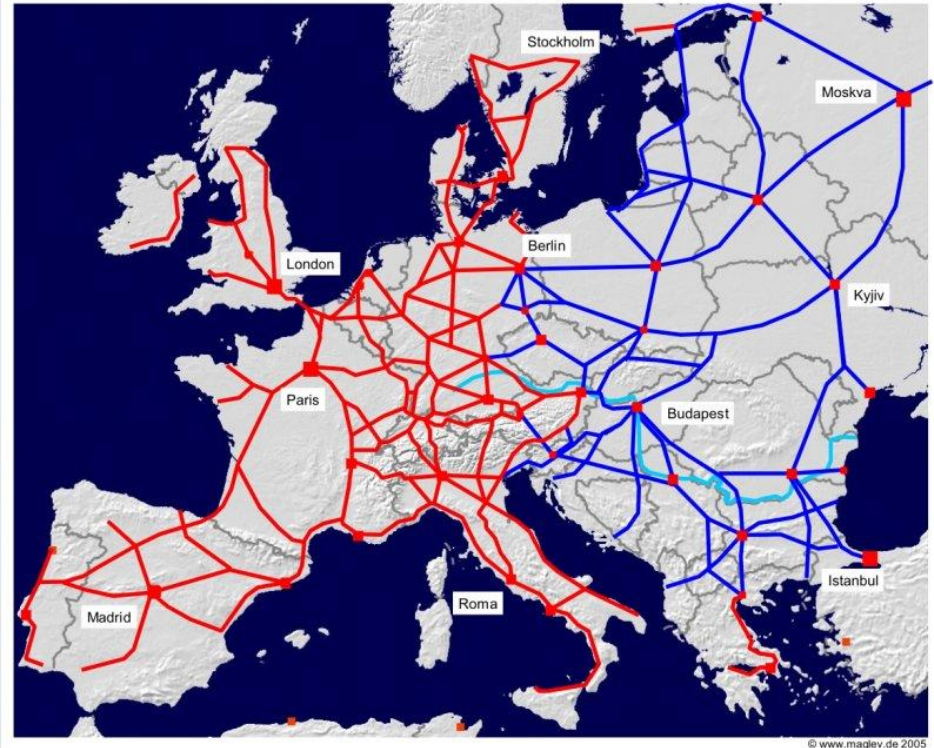 Stockholm
Moskva
Berlin
London
Kyjiv
Paris
Budapest
Istanbul
Roma
Madrid
© www.maglev.de 2005